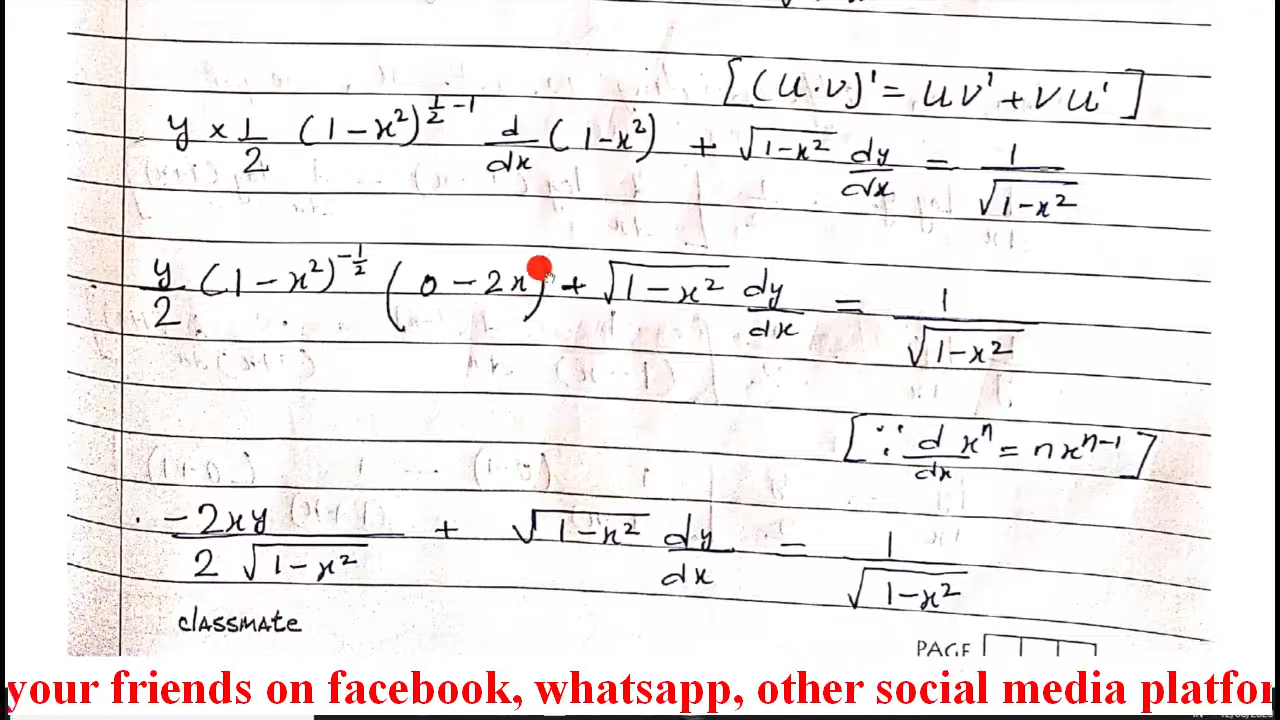 [(u·v)' = uv' + vu']
y × 1/2 (1-x²)^(1/2 - 1) d/dx (1-x²) + √(1-x²) dy/dx = 1/√(1-x²)
y/2 (1-x²)^(-1/2) (0 - 2x) + √(1-x²) dy/dx = 1/√(1-x²)
[∵ d/dx xⁿ = nxⁿ⁻¹]
-2xy/(2√(1-x²)) + √(1-x²) dy/dx = 1/√(1-x²)
classmate
PAGE
your friends on facebook, whatsapp, other social media platfor